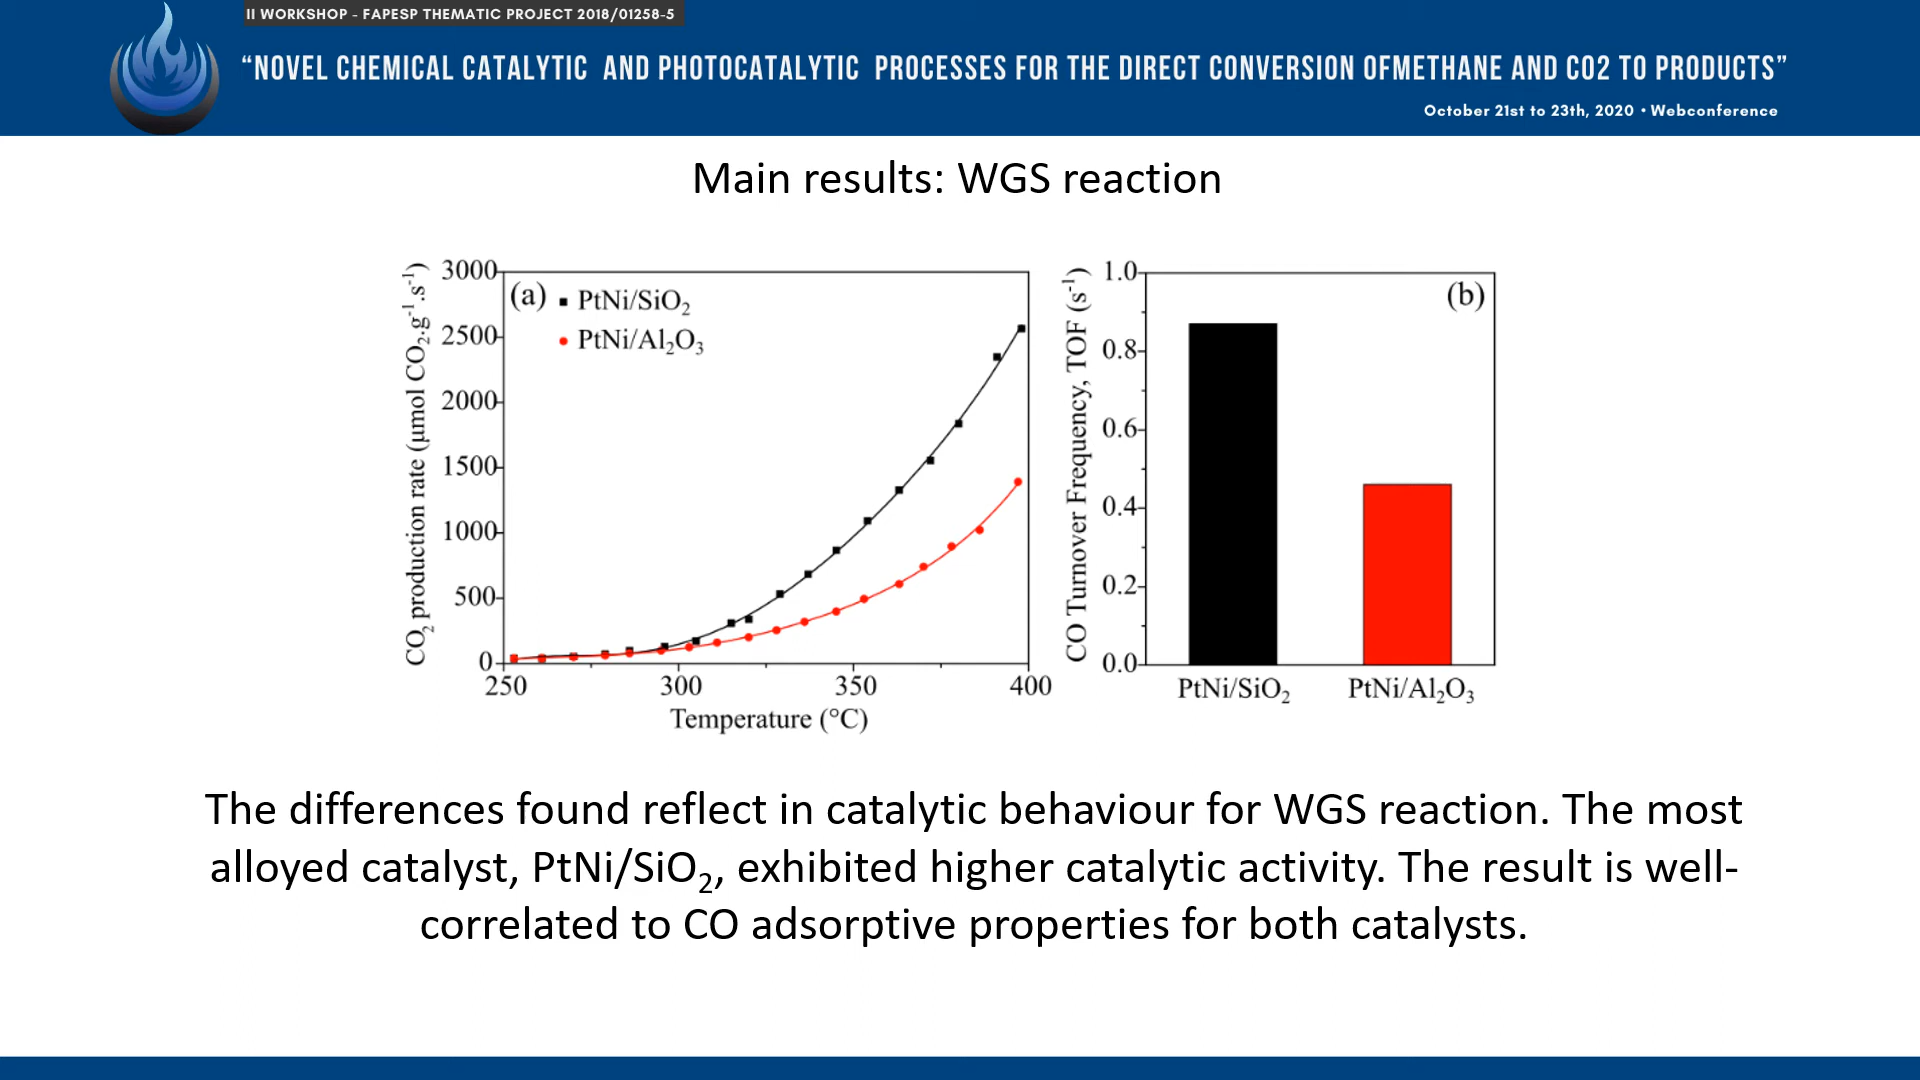 II WORKSHOP - FAPESP THEMATIC PROJECT 2018/01258-5
“NOVEL CHEMICAL CATALYTIC AND PHOTOCATALYTIC PROCESSES FOR THE DIRECT CONVERSION OFMETHANE AND CO2 TO PRODUCTS”
October 21st to 23th, 2020 • Webconference
Main results: WGS reaction
(a)
PtNi/SiO₂
PtNi/Al₂O₃
CO₂ production rate (µmol CO₂.g⁻¹.s⁻¹)
3000
2500
2000
1500
1000
500
0
250 300 350 400
Temperature (°C)
(b)
CO Turnover Frequency, TOF (s⁻¹)
1.0
0.8
0.6
0.4
0.2
0.0
PtNi/SiO₂ PtNi/Al₂O₃
The differences found reflect in catalytic behaviour for WGS reaction. The most
alloyed catalyst, PtNi/SiO₂, exhibited higher catalytic activity. The result is well-
correlated to CO adsorptive properties for both catalysts.